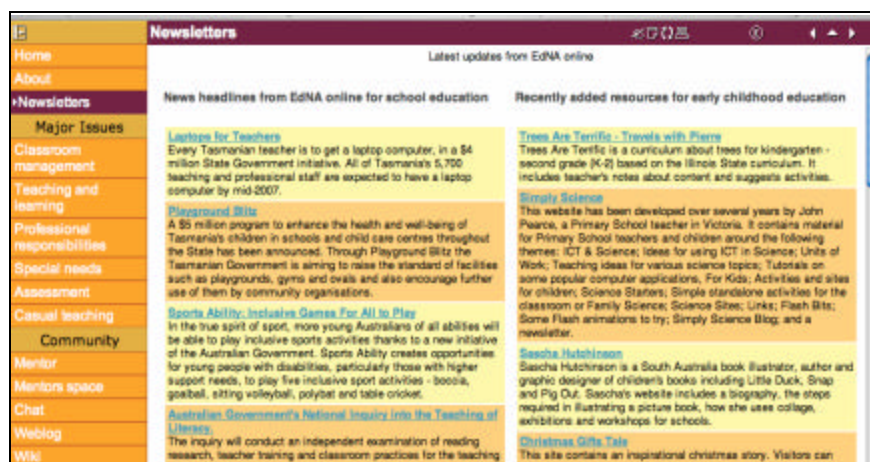 Newsletters
Home
About
Newsletters
Major Issues
Classroom
management
Teaching and
learning
Professional
responsibilities
Special needs
Assessment
Casual teaching
Community
Mentor
Mentors space
Chat
Weblog
Wiki
Latest updates from EdNA online
News headlines from EdNA online for school education
Laptops for Teachers
Every Tasmanian teacher is to get a laptop computer, in a $4
million State Government initiative. All of Tasmania's 5,700
teaching and professional staff are expected to have a laptop
computer by mid-2007.
Playground Blitz
A $5 million program to enhance the health and well-being of
Tasmania's children in schools and child care centres throughout
the State has been announced. Through Playground Blitz the
Tasmanian Government is aiming to raise the standard of facilities
such as playgrounds, gyms and ovals and also encourage further
use of them by community organisations.
Sports Ability: Inclusive Games For All to Play
In the true spirit of sport, more young Australians of all abilities will
be able to play inclusive sports activities thanks to a new initiative
of the Australian Government. Sports Ability creates opportunities
for young people with disabilities, particularly those with higher
support needs, to play five inclusive sport activities - boccia,
goalball, sitting volleyball, polybat and table cricket.
Australian Government's National Inquiry into the Teaching of
Literacy.
The inquiry will conduct an independent examination of reading
research, teacher training and classroom practices for the teaching
Recently added resources for early childhood education
Trees Are Terrific - Travels with Pierre
Trees Are Terrific is a curriculum about trees for kindergarten -
second grade (K-2) based on the Illinois State curriculum. It
includes teacher's notes about content and suggests activities.
Simply Science
This website has been developed over several years by John
Pearce, a Primary School teacher in Victoria. It contains material
for Primary School teachers and children around the following
themes: ICT & Science; Ideas for using ICT in Science; Units of
Work; Teaching ideas for various science topics; Tutorials on
some popular computer applications, For Kids; Activities and sites
for children; Science Starters; Simple standalone activities for the
classroom or Family Science; Science Sites; Links; Flash Bits;
Some Flash animations to try; Simply Science Blog; and a
newsletter.
Sascha Hutchinson
Sascha Hutchinson is a South Australia book illustrator, author and
graphic designer of children's books including Little Duck, Snap
and Pig Out. Sascha's website includes a biography, the steps
required in illustrating a picture book, how she uses collage,
exhibitions and workshops for schools.
Christmas Gifts Tale
This site contains an inspirational christmas story. Visitors can